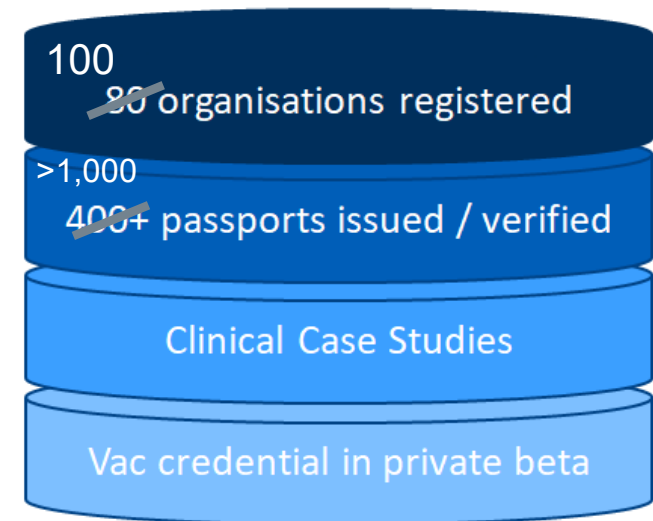 100
80 organisations registered
>1,000
400+ passports issued / verified
Clinical Case Studies
Vac credential in private beta